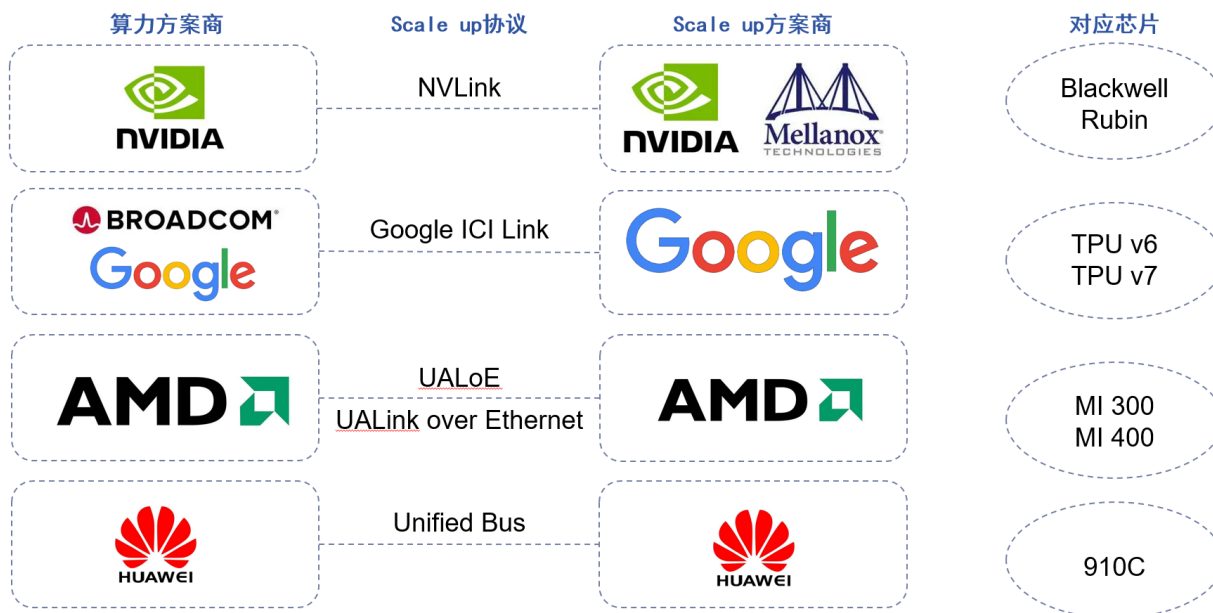 算力方案商 Scale up协议 Scale up方案商 对应芯片
NVIDIA NVLink NVIDIA Mellanox TECHNOLOGIES Blackwell
Rubin
BROADCOM Google ICI Link Google TPU v6
Google TPU v7
AMD UALoE AMD MI 300
UALink over Ethernet MI 400
HUAWEI Unified Bus HUAWEI 910C